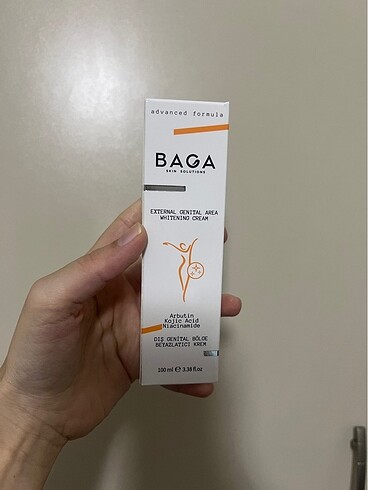 advanced formula
BAGA
SKIN SOLUTIONS
EXTERNAL GENITAL AREA
WHITENING CREAM
Arbutin
Kojic Acid
Niacinamide
DIŞ GENİTAL BÖLGE
BEYAZLATICI KREM
100 ml ℮ 3.38 fl.oz